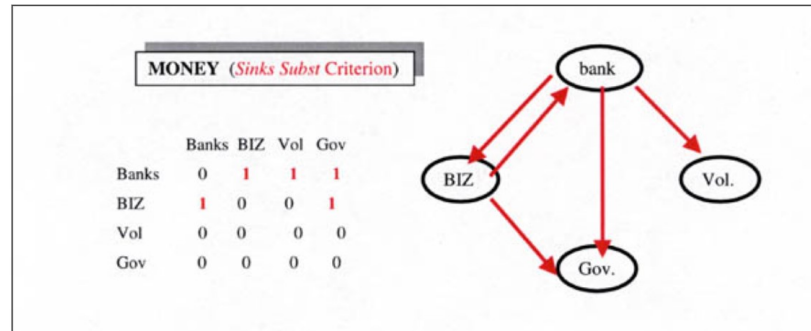 MONEY (Sinks Subst Criterion)
Banks BIZ Vol Gov
Banks 0 1 1 1
BIZ 1 0 0 1
Vol 0 0 0 0
Gov 0 0 0 0
bank
BIZ
Vol.
Gov.